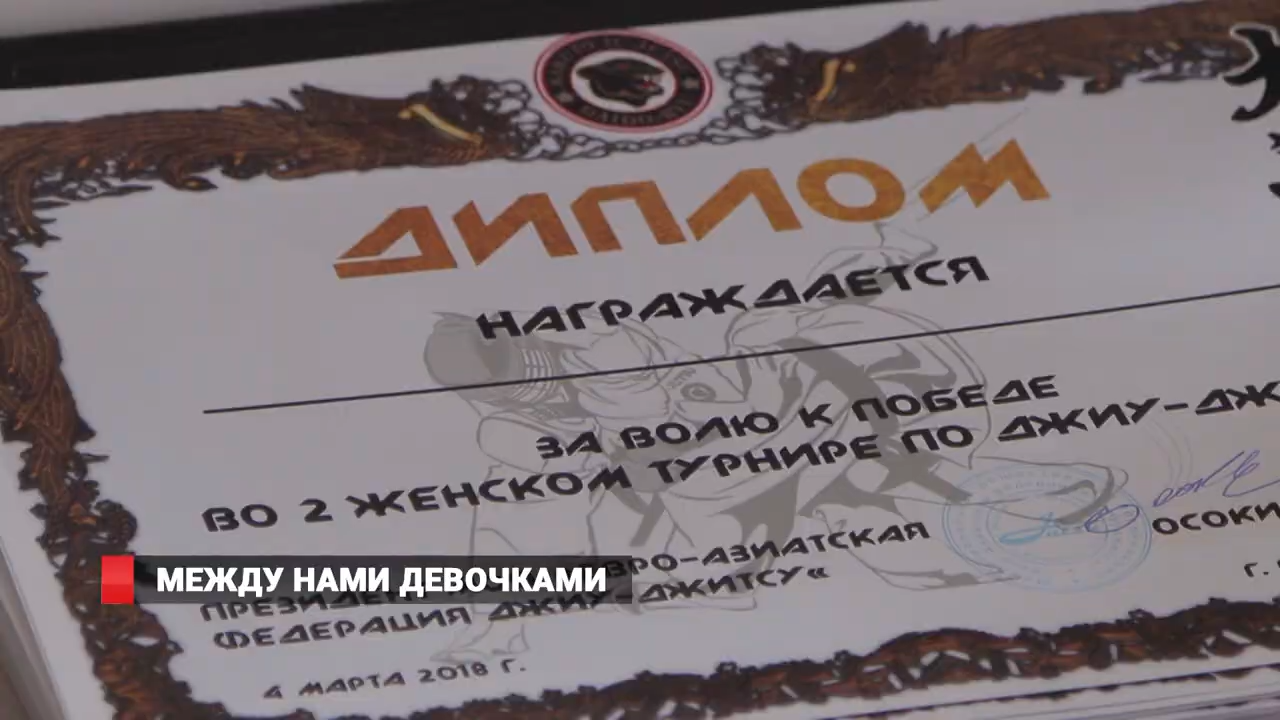 ДИПЛОМ
НАГРАЖДАЕТСЯ
ЗА ВОЛЮ К ПОБЕДЕ
ВО 2 ЖЕНСКОМ ТУРНИРЕ ПО ДЖИУ-ДЖ
ВРО-АЗИАТСКАЯ
ФЕДЕРАЦИЯ ДЖИУ-ДЖИТСУ“
ОСОКИ
Г.
4 МАРТА 2018 Г.
МЕЖДУ НАМИ ДЕВОЧКАМИ